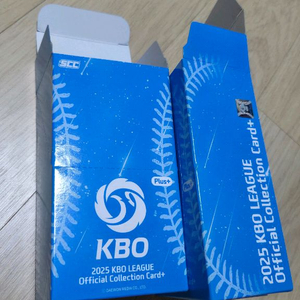 SCC
KBO
Plus+
2025 KBO LEAGUE
Official Collection Card+
2025 KBO LEAGUE
Official Collection Card+